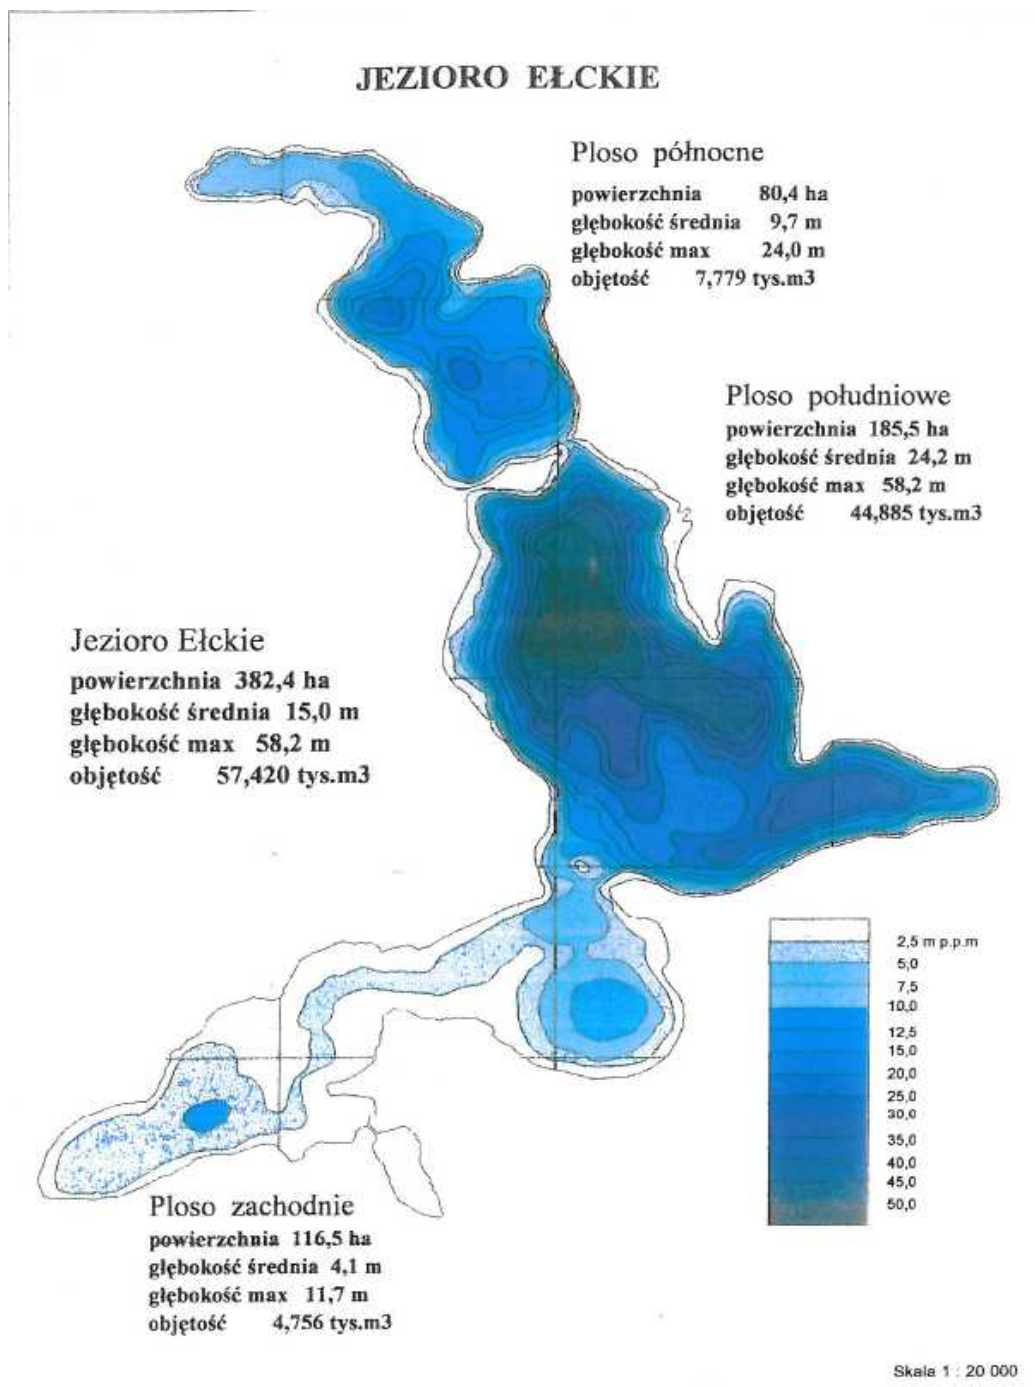 JEZIORO EŁCKIE
Ploso północne
powierzchnia 80,4 ha
głębokość średnia 9,7 m
głębokość max 24,0 m
objętość 7,779 tys.m3
Ploso południowe
powierzchnia 185,5 ha
głębokość średnia 24,2 m
głębokość max 58,2 m
objętość 44,885 tys.m3
Jezioro Ełckie
powierzchnia 382,4 ha
głębokość średnia 15,0 m
głębokość max 58,2 m
objętość 57,420 tys.m3
2,5 m p.p.m
5,0
7,5
10,0
12,5
15,0
20,0
25,0
30,0
35,0
40,0
45,0
50,0
Ploso zachodnie
powierzchnia 116,5 ha
głębokość średnia 4,1 m
głębokość max 11,7 m
objętość 4,756 tys.m3
Skala 1 : 20 000